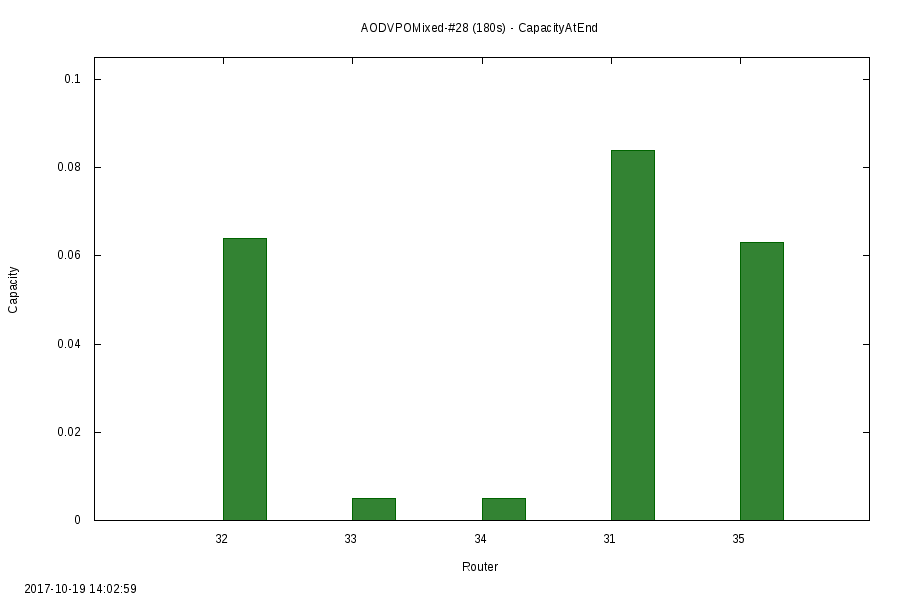 AODVPOMixed-#28 (180s) - CapacityAtEnd
0.1
0.08
0.06
0.04
0.02
0
Capacity
32 33 34 31 35
Router
2017-10-19 14:02:59